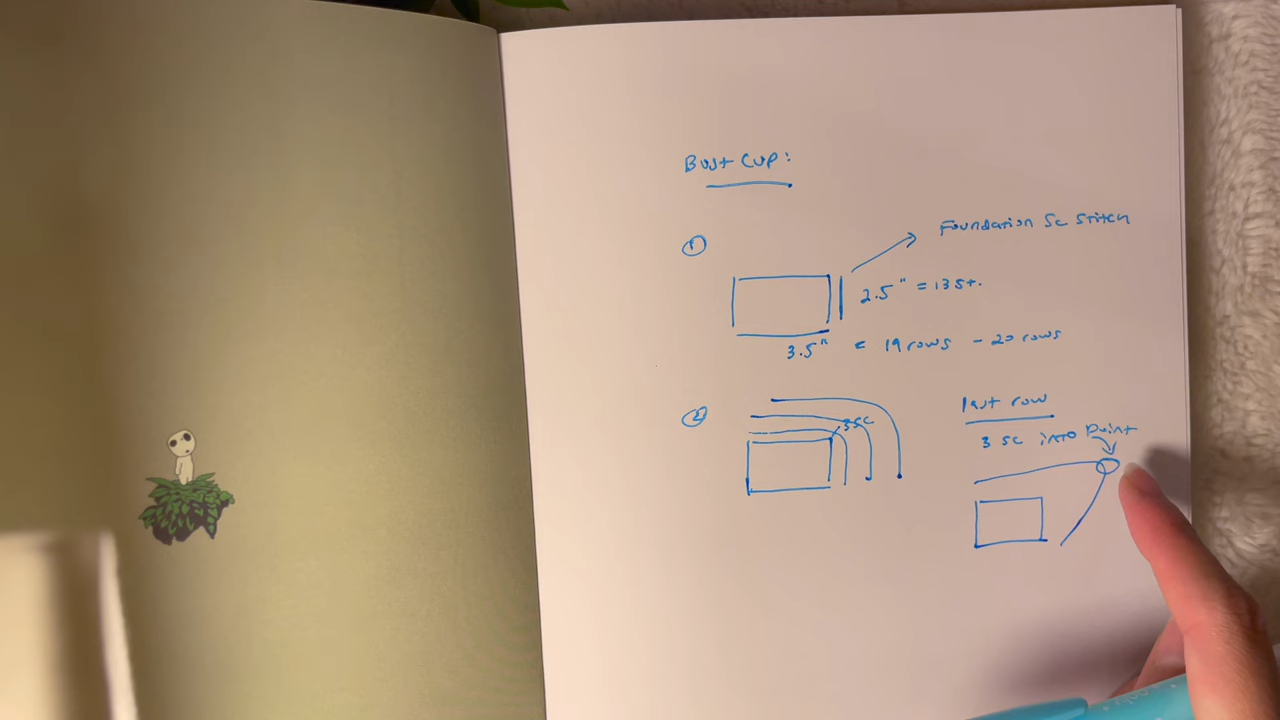 Bust Cup:
①
Foundation Sc Stitch
2.5" = 13 st.
3.5" = 19 rows - 20 rows
②
3SC
last row
3 sc into point